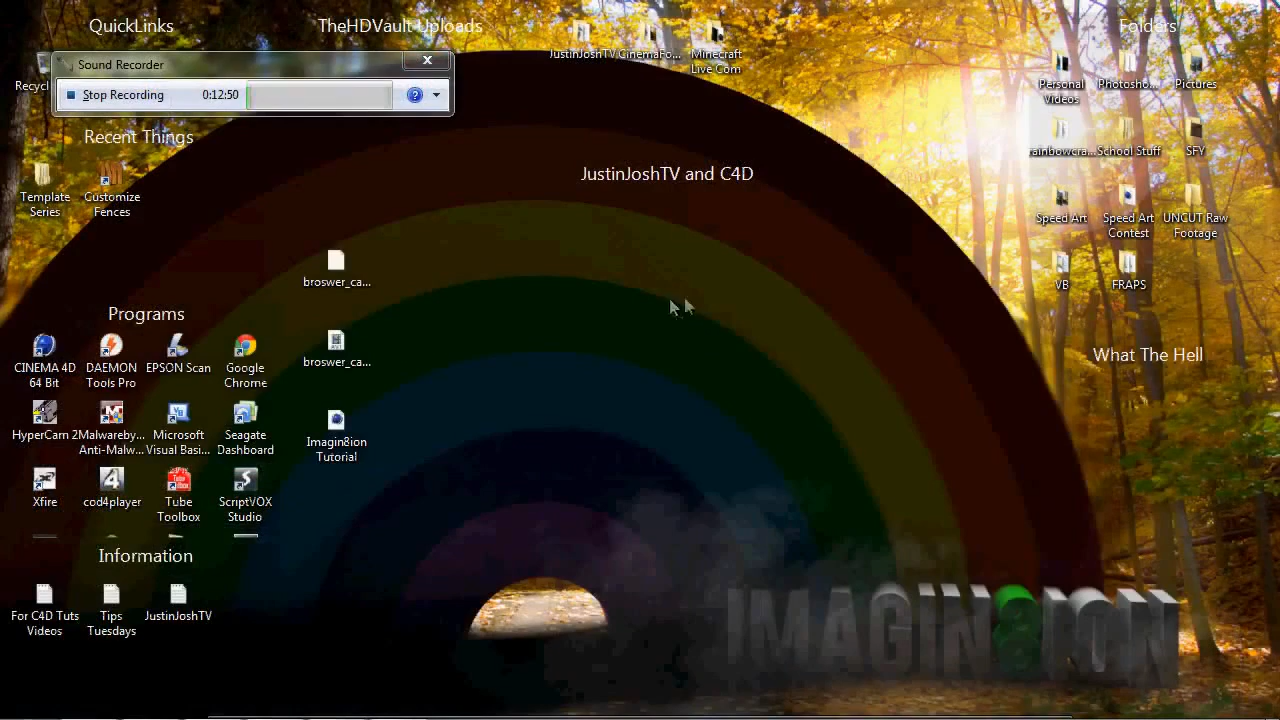 QuickLinks
TheHDVault Uploads
JustinJoshTV
CinemaFo...
Minecraft
Live Com
Folders
Sound Recorder
Recycl
Stop Recording
0:12:50
Personal
Videos
Photosho...
Pictures
Recent Things
rainbowcra...
School Stuff
SFY
JustinJoshTV and C4D
Template
Series
Customize
Fences
Speed Art
Speed Art
Contest
UNCUT Raw
Footage
broswer_ca...
VB
FRAPS
Programs
broswer_ca...
What The Hell
CINEMA 4D
64 Bit
DAEMON
Tools Pro
EPSON Scan
Google
Chrome
HyperCam 2
Malwareby...
Anti-Malw...
Microsoft
Visual Basi...
Seagate
Dashboard
Imagin8ion
Tutorial
Xfire
cod4player
Tube
Toolbox
ScriptVOX
Studio
Information
For C4D Tuts
Videos
Tips
Tuesdays
JustinJoshTV
IMAGIN8ION